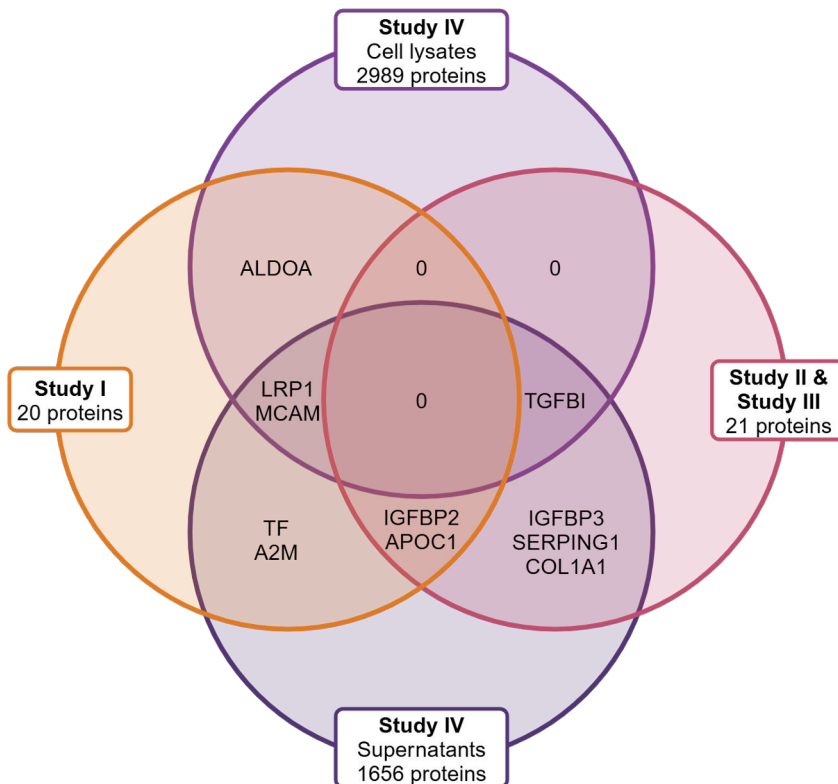 Study IV
Cell lysates
2989 proteins
ALDOA
0
0
Study I
20 proteins
LRP1
MCAM
0
TGFBI
Study II &
Study III
21 proteins
TF
A2M
IGFBP2
APOC1
IGFBP3
SERPING1
COL1A1
Study IV
Supernatants
1656 proteins